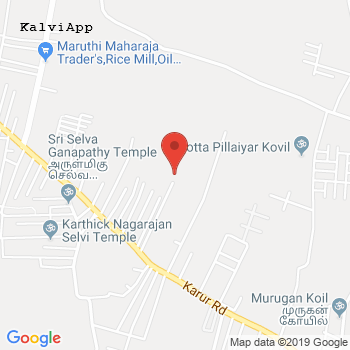 KalviApp
Maruthi Maharaja
Trader's,Rice Mill,Oil...
Sri Selva
Ganapathy Temple
அருள்மிகு
செல்வ...
otta Pillaiyar Kovil
Karthick Nagarajan
Selvi Temple
Karur Rd
Murugan Koil
முருகன்
கோயில்
Google
Map data ©2019 Google